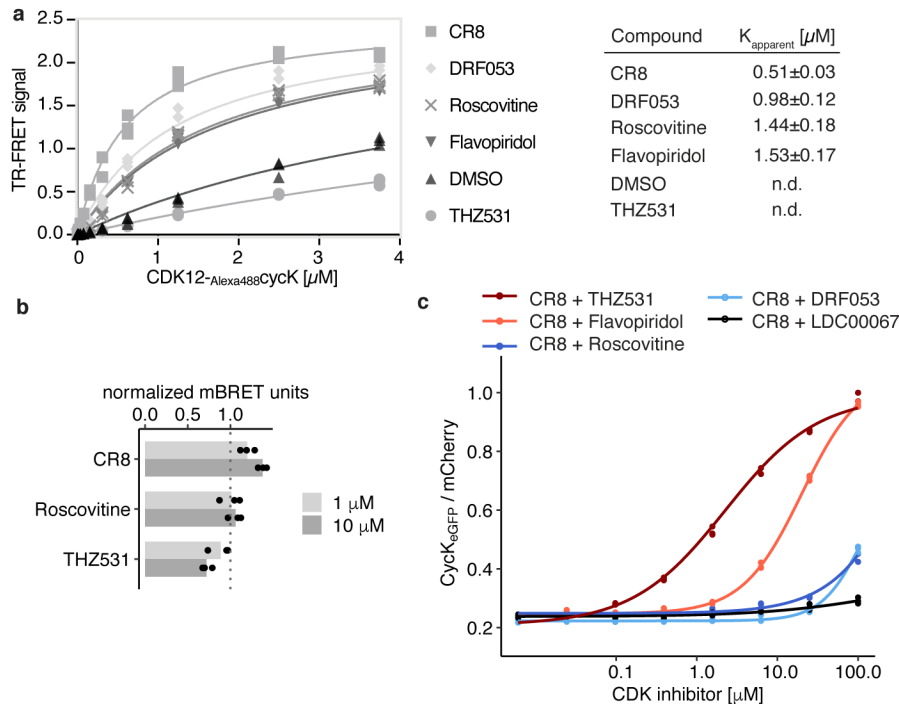 a
2.5
2.0
1.5
1.0
0.5
0.0
0
1
2
3
4
TR-FRET signal
CDK12-Alexa488cycK [µM]
CR8
DRF053
Roscovitine
Flavopiridol
DMSO
THZ531
Compound Kapparent [µM]
CR8 0.51±0.03
DRF053 0.98±0.12
Roscovitine 1.44±0.18
Flavopiridol 1.53±0.17
DMSO n.d.
THZ531 n.d.
b
normalized mBRET units
0.0 0.5 1.0
CR8
Roscovitine
THZ531
1 µM
10 µM
c
CR8 + THZ531
CR8 + Flavopiridol
CR8 + Roscovitine
CR8 + DRF053
CR8 + LDC00067
CycKeGFP / mCherry
1.0
0.8
0.6
0.4
0.2
0.1 1.0 10.0 100.0
CDK inhibitor [µM]